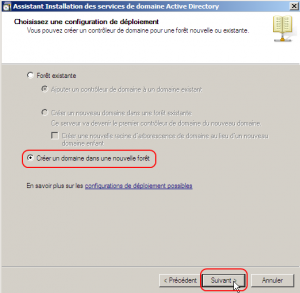 Assistant Installation des services de domaine Active Directory
Choisissez une configuration de déploiement
Vous pouvez créer un contrôleur de domaine pour une forêt nouvelle ou existante.
Forêt existante
Ajouter un contrôleur de domaine à un domaine existant
Créer un nouveau domaine dans une forêt existante
Ce serveur va devenir le premier contrôleur de domaine du nouveau domaine.
Créer une nouvelle racine d'arborescence de domaine au lieu d'un nouveau
domaine enfant
Créer un domaine dans une nouvelle forêt
En savoir plus sur les configurations de déploiement possibles
< Précédent Suivant > Annuler